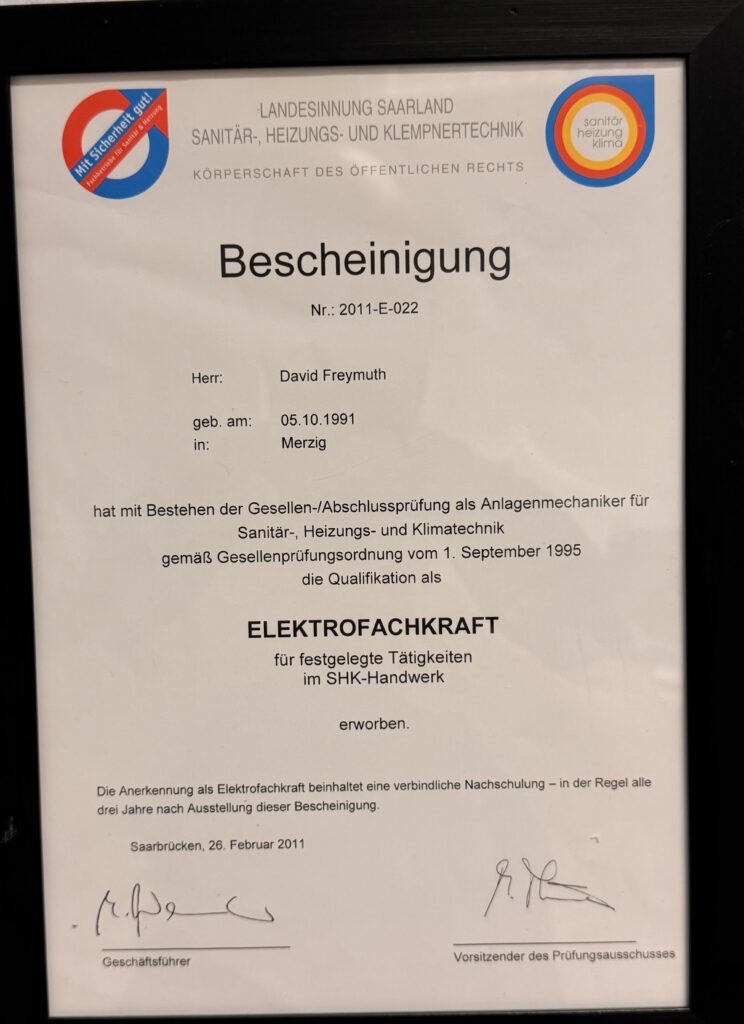 Mit Sicherheit gut!
Fachbetriebe für Sanitär & Heizung
LANDESINNUNG SAARLAND
SANITÄR-, HEIZUNGS- UND KLEMPNERTECHNIK
KÖRPERSCHAFT DES ÖFFENTLICHEN RECHTS
sanitär
heizung
klima
Bescheinigung
Nr.: 2011-E-022
Herr: David Freymuth
geb. am: 05.10.1991
in: Merzig
hat mit Bestehen der Gesellen-/Abschlussprüfung als Anlagenmechaniker für
Sanitär-, Heizungs- und Klimatechnik
gemäß Gesellenprüfungsordnung vom 1. September 1995
die Qualifikation als
ELEKTROFACHKRAFT
für festgelegte Tätigkeiten
im SHK-Handwerk
erworben.
Die Anerkennung als Elektrofachkraft beinhaltet eine verbindliche Nachschulung – in der Regel alle
drei Jahre nach Ausstellung dieser Bescheinigung.
Saarbrücken, 26. Februar 2011
Geschäftsführer
Vorsitzender des Prüfungsausschusses